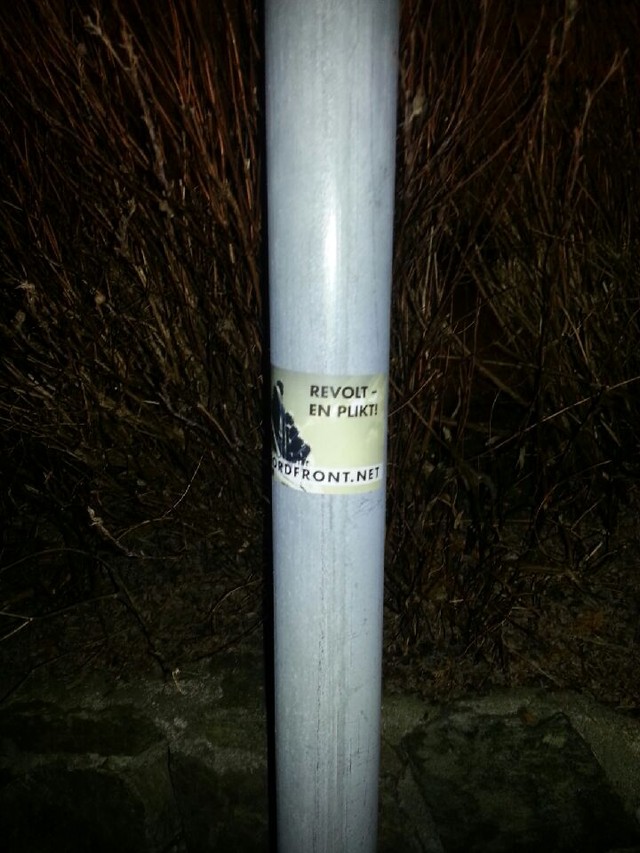 REVOLT -
EN PLIKT!
ORDFRONT.NET